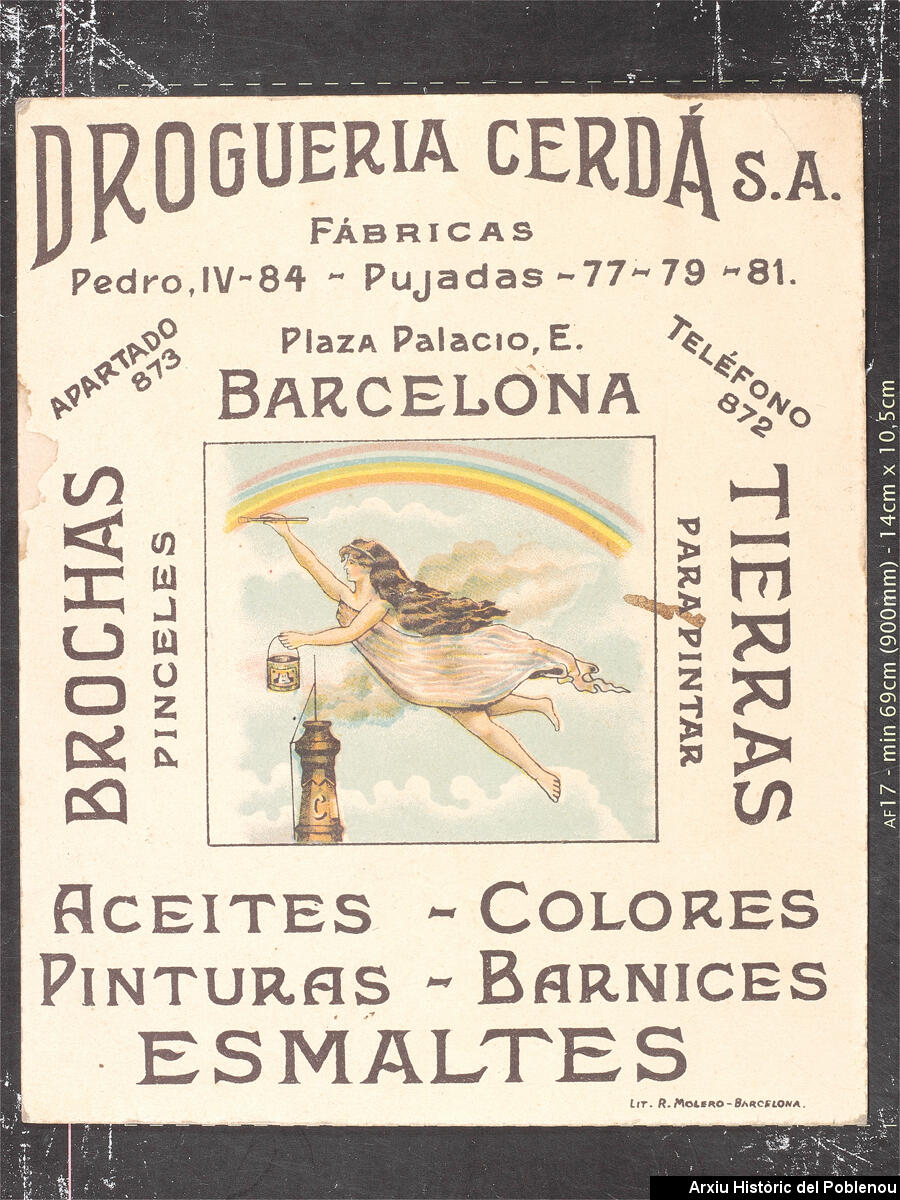 DROGUERIA CERDÁ S.A.
FÁBRICAS
Pedro, IV-84 - Pujadas -77-79-81.
Plaza Palacio, E.
BARCELONA
APARTADO
873
TELÉFONO
872
BROCHAS
PINCELES
PARA PINTAR
TIERRAS
C
ACEITES - COLORES
PINTURAS - BARNICES
ESMALTES
LIT. R. MOLERO-BARCELONA.
AF17 - min 69cm (900mm) - 14cm x 10,5cm
Arxiu Històric del Poblenou